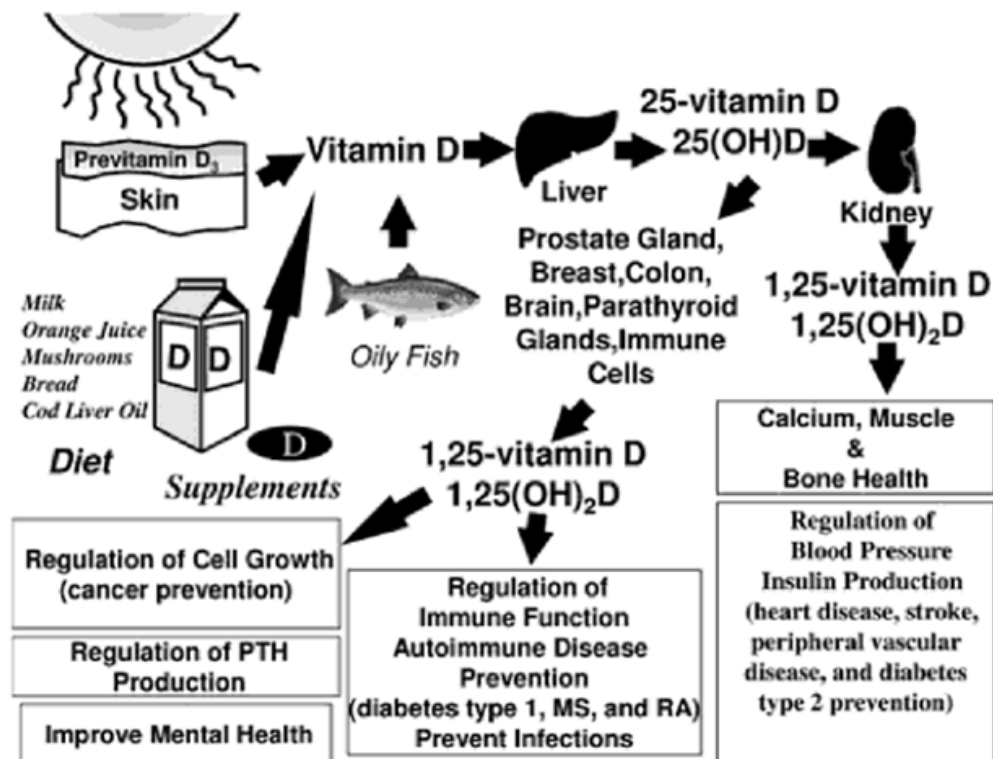 Previtamin D₃
Skin
Vitamin D
Liver
25-vitamin D
25(OH)D
Kidney
Milk
Orange Juice
Mushrooms
Bread
Cod Liver Oil
Diet
D D
D
Supplements
Oily Fish
Prostate Gland,
Breast,Colon,
Brain,Parathyroid
Glands,Immune
Cells
1,25-vitamin D
1,25(OH)₂D
1,25-vitamin D
1,25(OH)₂D
Calcium, Muscle
&
Bone Health
Regulation of
Blood Pressure
Insulin Production
(heart disease, stroke,
peripheral vascular
disease, and diabetes
type 2 prevention)
Regulation of Cell Growth
(cancer prevention)
Regulation of PTH
Production
Improve Mental Health
Regulation of
Immune Function
Autoimmune Disease
Prevention
(diabetes type 1, MS, and RA)
Prevent Infections